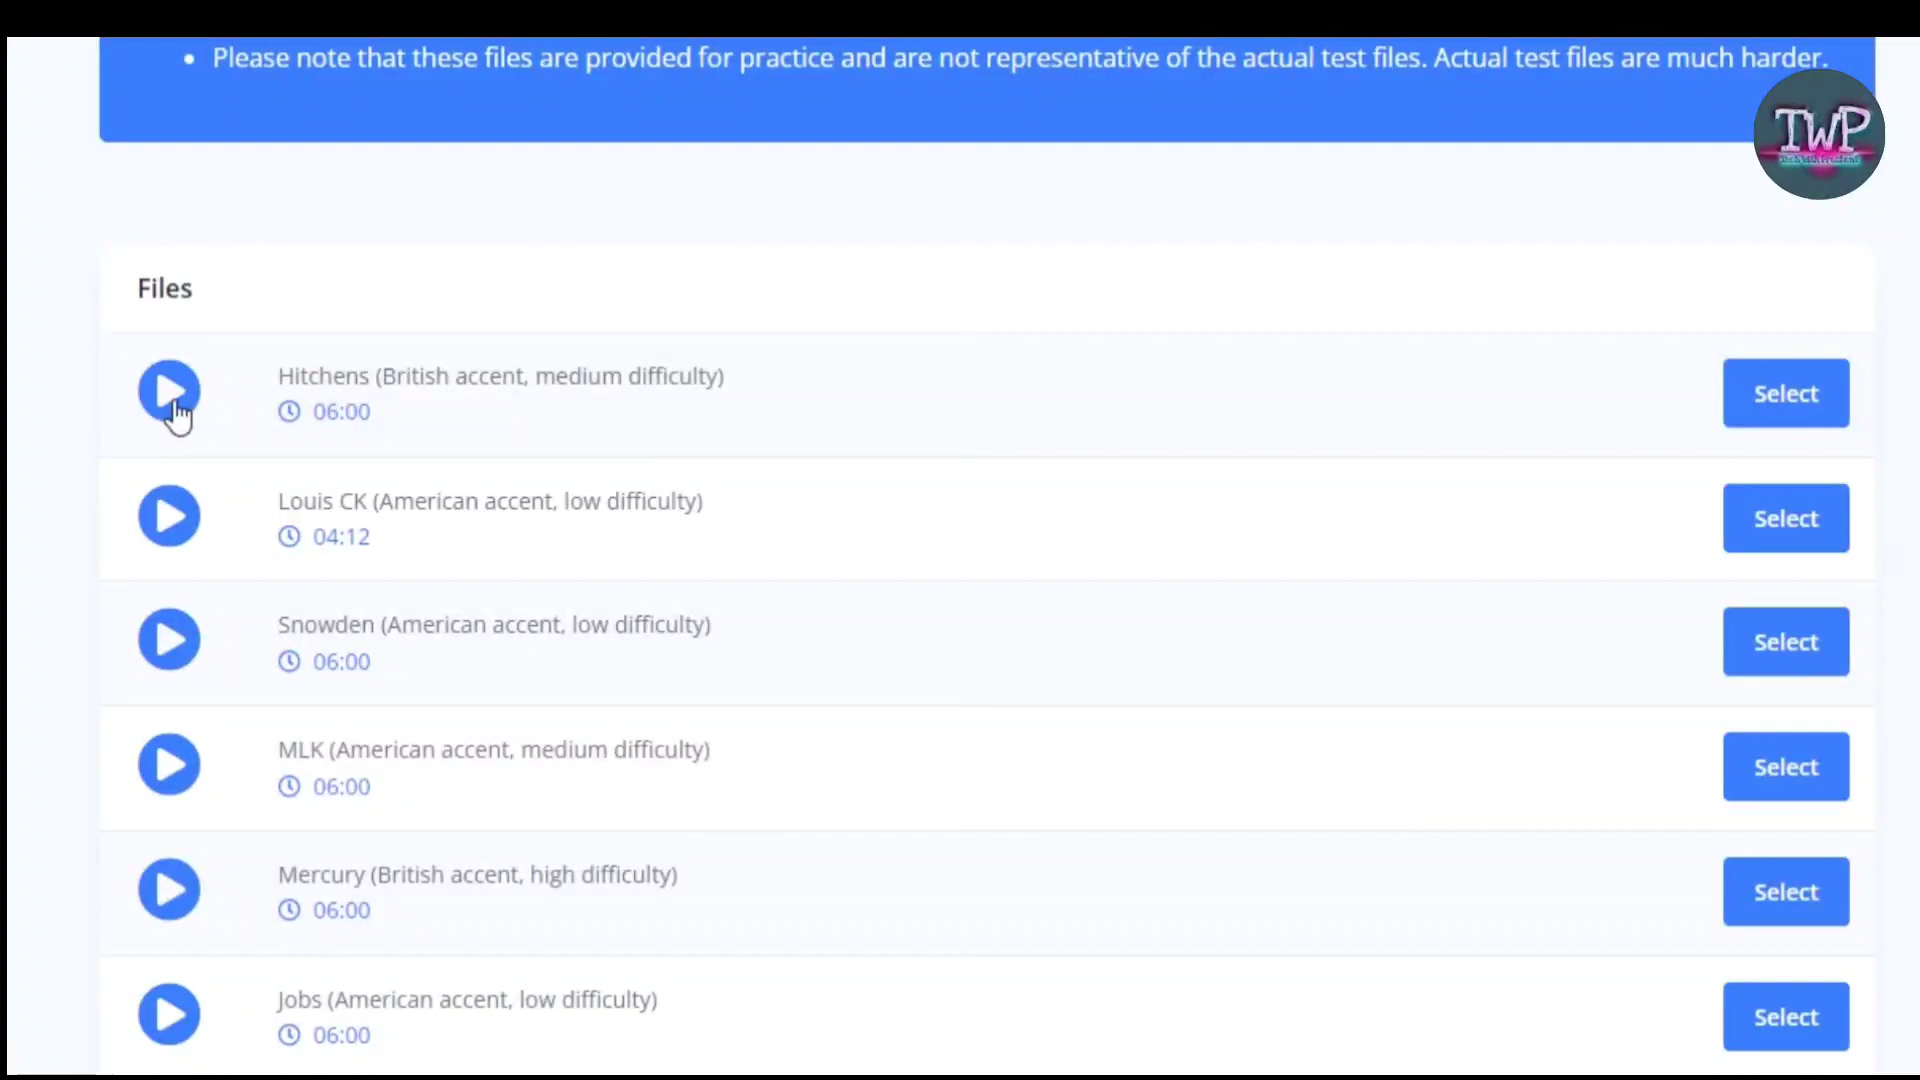 Please note that these files are provided for practice and are not representative of the actual test files. Actual test files are much harder.
TWP
Files
Hitchens (British accent, medium difficulty)
06:00
Select
Louis CK (American accent, low difficulty)
04:12
Select
Snowden (American accent, low difficulty)
06:00
Select
MLK (American accent, medium difficulty)
06:00
Select
Mercury (British accent, high difficulty)
06:00
Select
Jobs (American accent, low difficulty)
06:00
Select